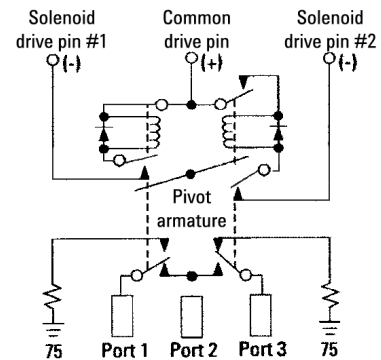 Solenoid Common Solenoid
drive pin #1 drive pin drive pin #2
(-) (+) (-)
Pivot
armature
75 Port 1 Port 2 Port 3 75